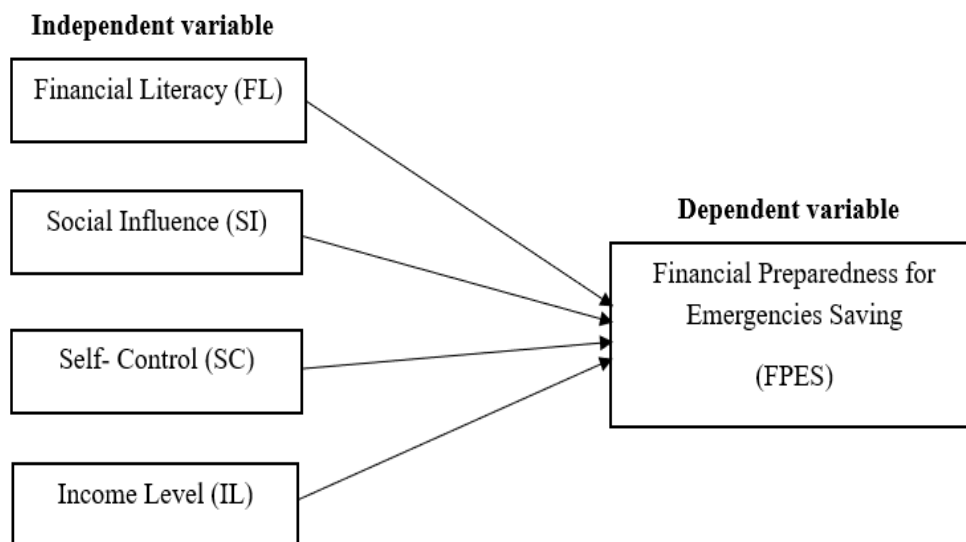 Independent variable
Financial Literacy (FL)
Social Influence (SI)
Self- Control (SC)
Income Level (IL)
Dependent variable
Financial Preparedness for
Emergencies Saving
(FPES)